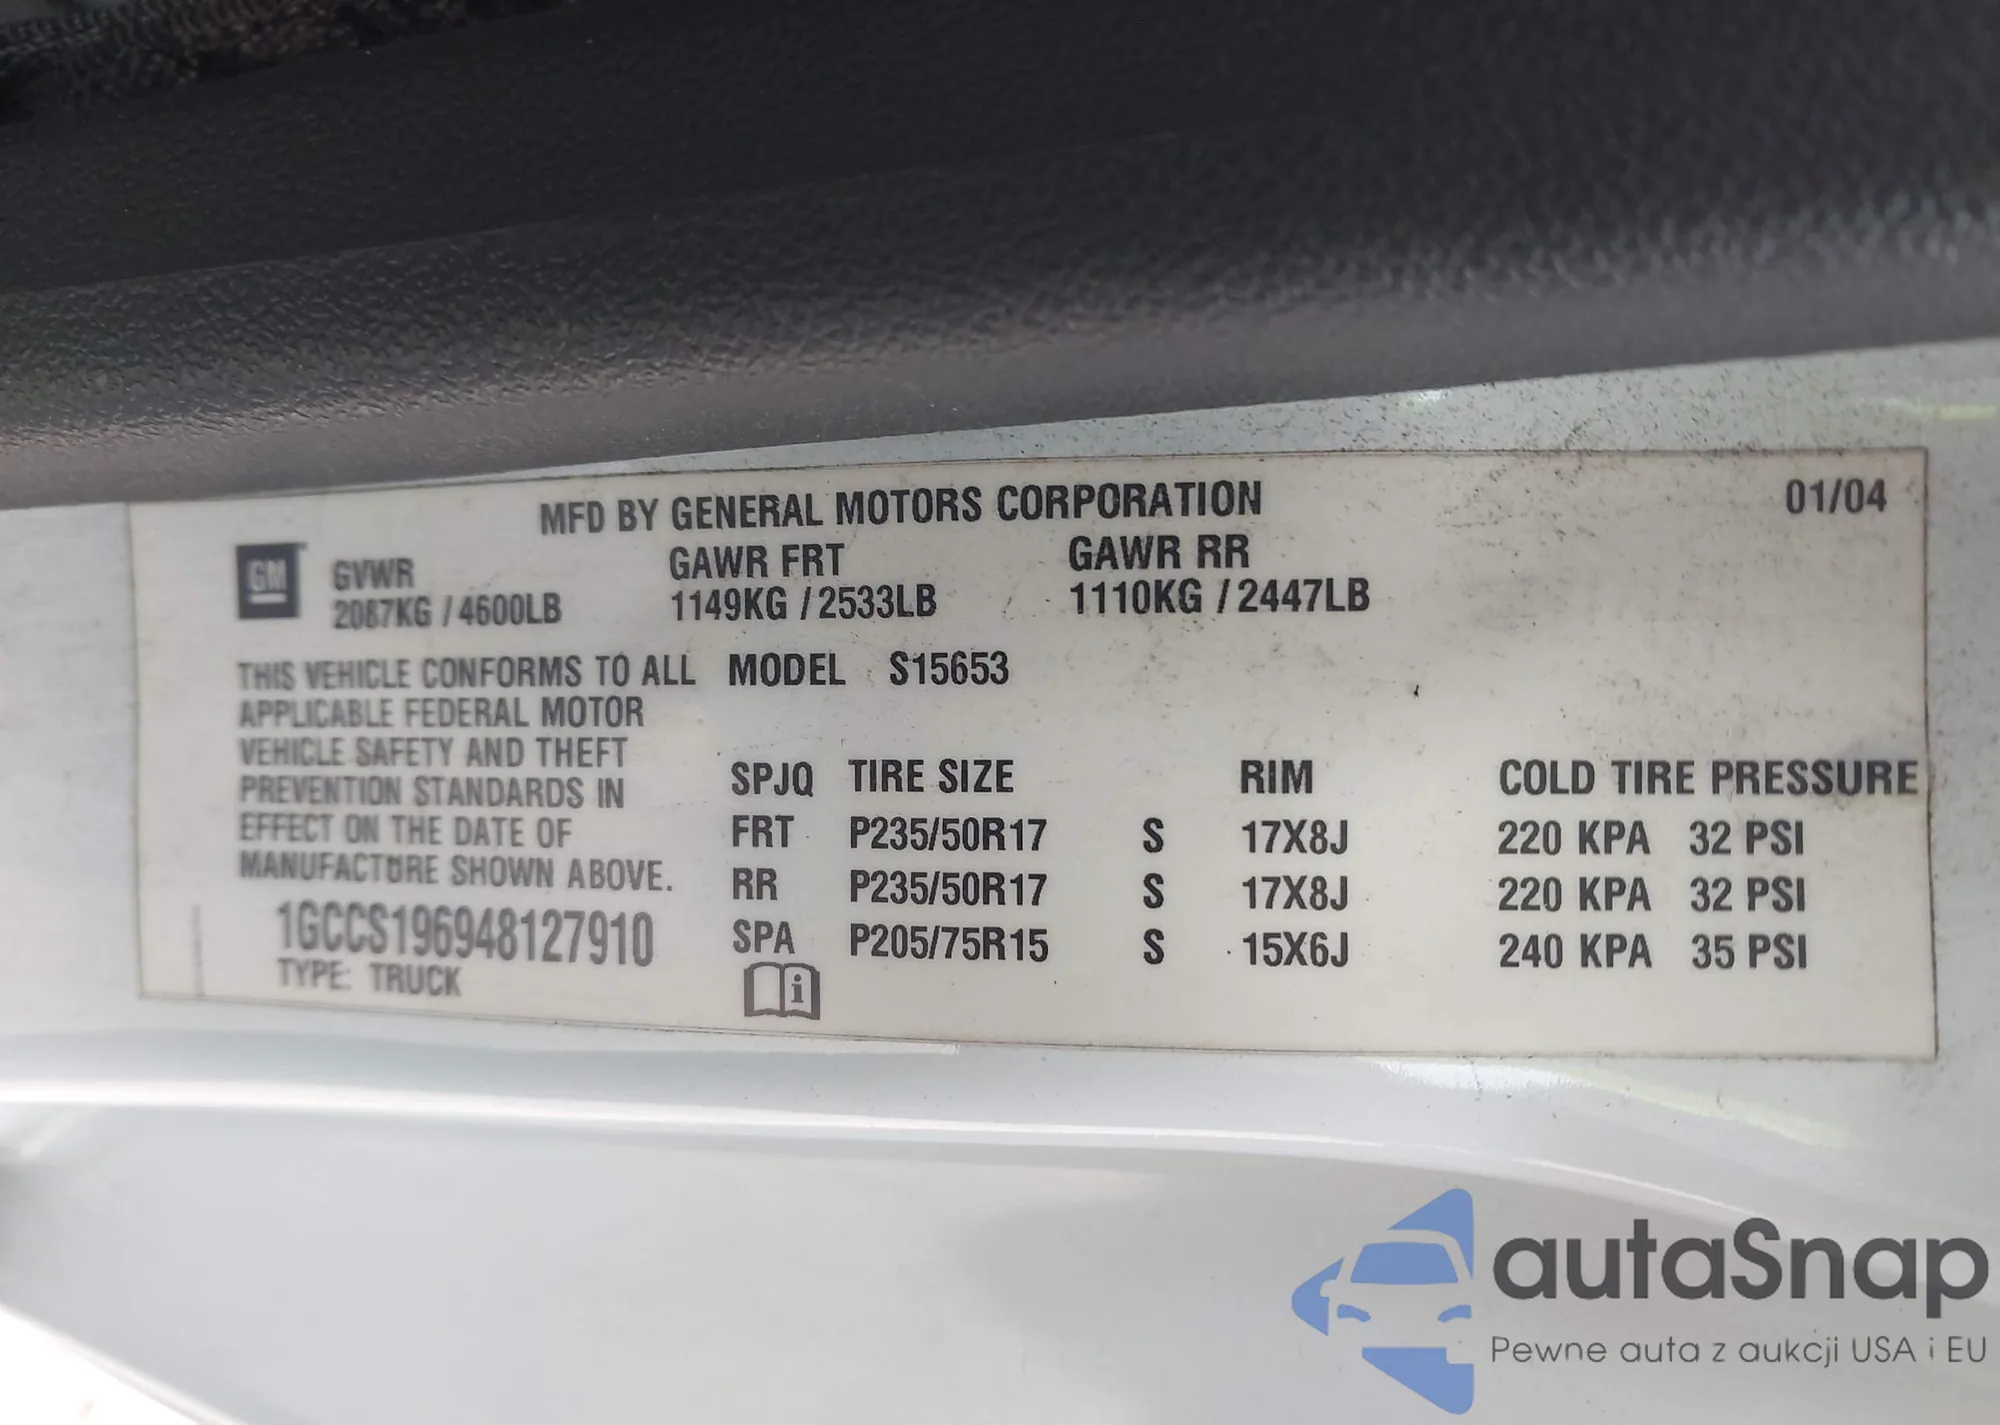 MFD BY GENERAL MOTORS CORPORATION 01/04
GM GVWR GAWR FRT GAWR RR
2087KG / 4600LB 1149KG / 2533LB 1110KG / 2447LB
THIS VEHICLE CONFORMS TO ALL MODEL S15653
APPLICABLE FEDERAL MOTOR
VEHICLE SAFETY AND THEFT
PREVENTION STANDARDS IN
EFFECT ON THE DATE OF
MANUFACTURE SHOWN ABOVE.
1GCCS196948127910
TYPE: TRUCK
SPJQ TIRE SIZE RIM COLD TIRE PRESSURE
FRT P235/50R17 S 17X8J 220 KPA 32 PSI
RR P235/50R17 S 17X8J 220 KPA 32 PSI
SPA P205/75R15 S 15X6J 240 KPA 35 PSI
i
autaSnap
Pewne auta z aukcji USA i EU